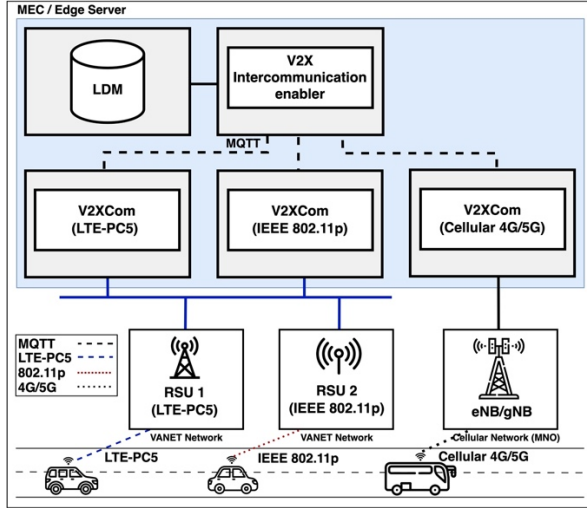 MEC / Edge Server
LDM
V2X
Intercommunication
enabler
MQTT
V2XCom
(LTE-PC5)
V2XCom
(IEEE 802.11p)
V2XCom
(Cellular 4G/5G)
MQTT
LTE-PC5
802.11p
4G/5G
RSU 1
(LTE-PC5)
RSU 2
(IEEE 802.11p)
eNB/gNB
VANET Network
VANET Network
Cellular Network (MNO)
LTE-PC5
IEEE 802.11p
Cellular 4G/5G